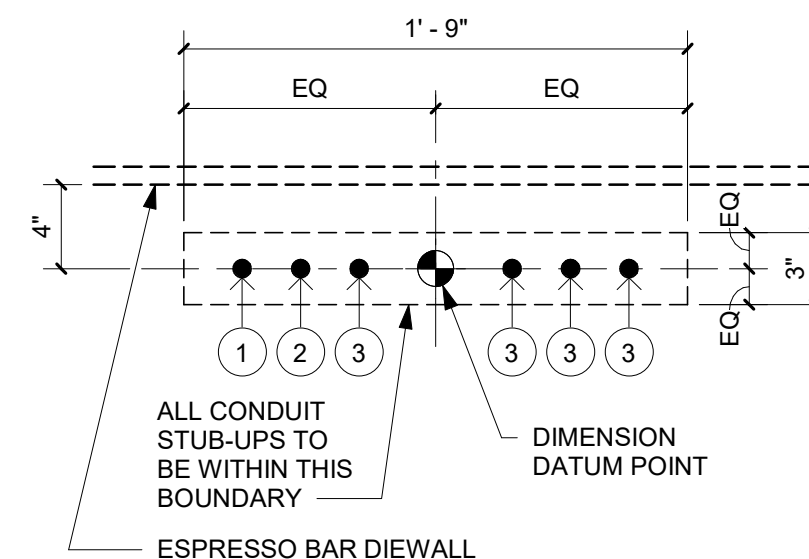 1' - 9"
EQ
EQ
4"
EQ
3"
EQ
1
2
3
3
3
3
ALL CONDUIT
STUB-UPS TO
BE WITHIN THIS
BOUNDARY
DIMENSION
DATUM POINT
ESPRESSO BAR DIEWALL